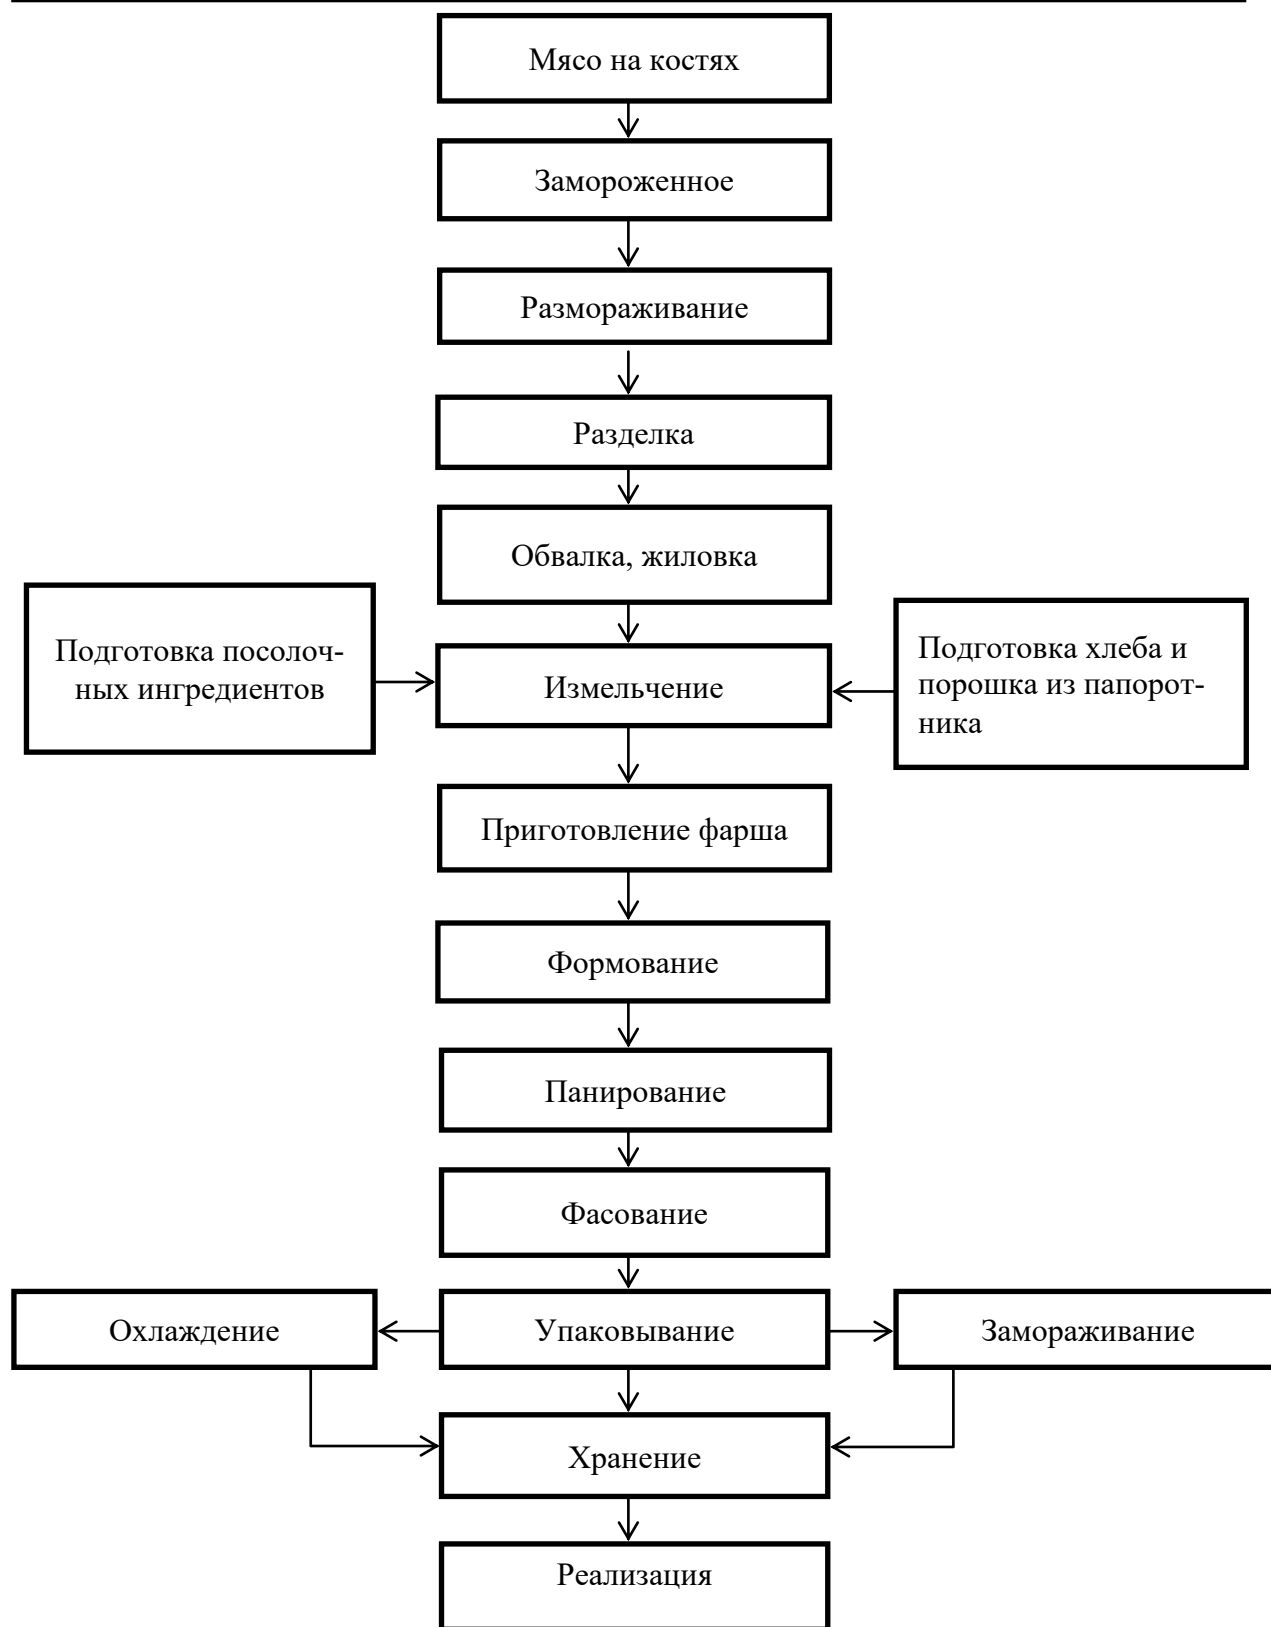 Мясо на костях
Замороженное
Размораживание
Разделка
Обвалка, жиловка
Подготовка посолоч-
ных ингредиентов
Измельчение
Подготовка хлеба и
порошка из папорот-
ника
Приготовление фарша
Формование
Панирование
Фасование
Охлаждение
Упаковывание
Замораживание
Хранение
Реализация